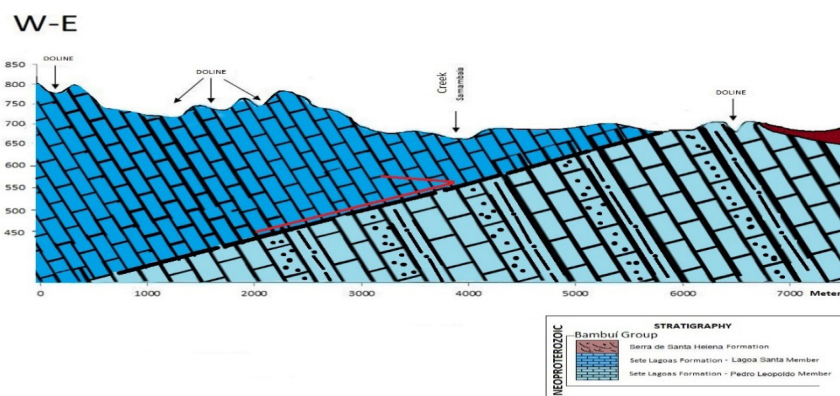 W-E
DOLINE
DOLINE
Creek
Samambaia
DOLINE
850
800
750
700
650
600
550
500
450
0
1000
2000
3000
4000
5000
6000
7000
Meter
STRATIGRAPHY
NEOPROTEROZOIC
Bambuí Group
Serra de Santa Helena Formation
Sete Lagoas Formation - Lagoa Santa Member
Sete Lagoas Formation - Pedro Leopoldo Member